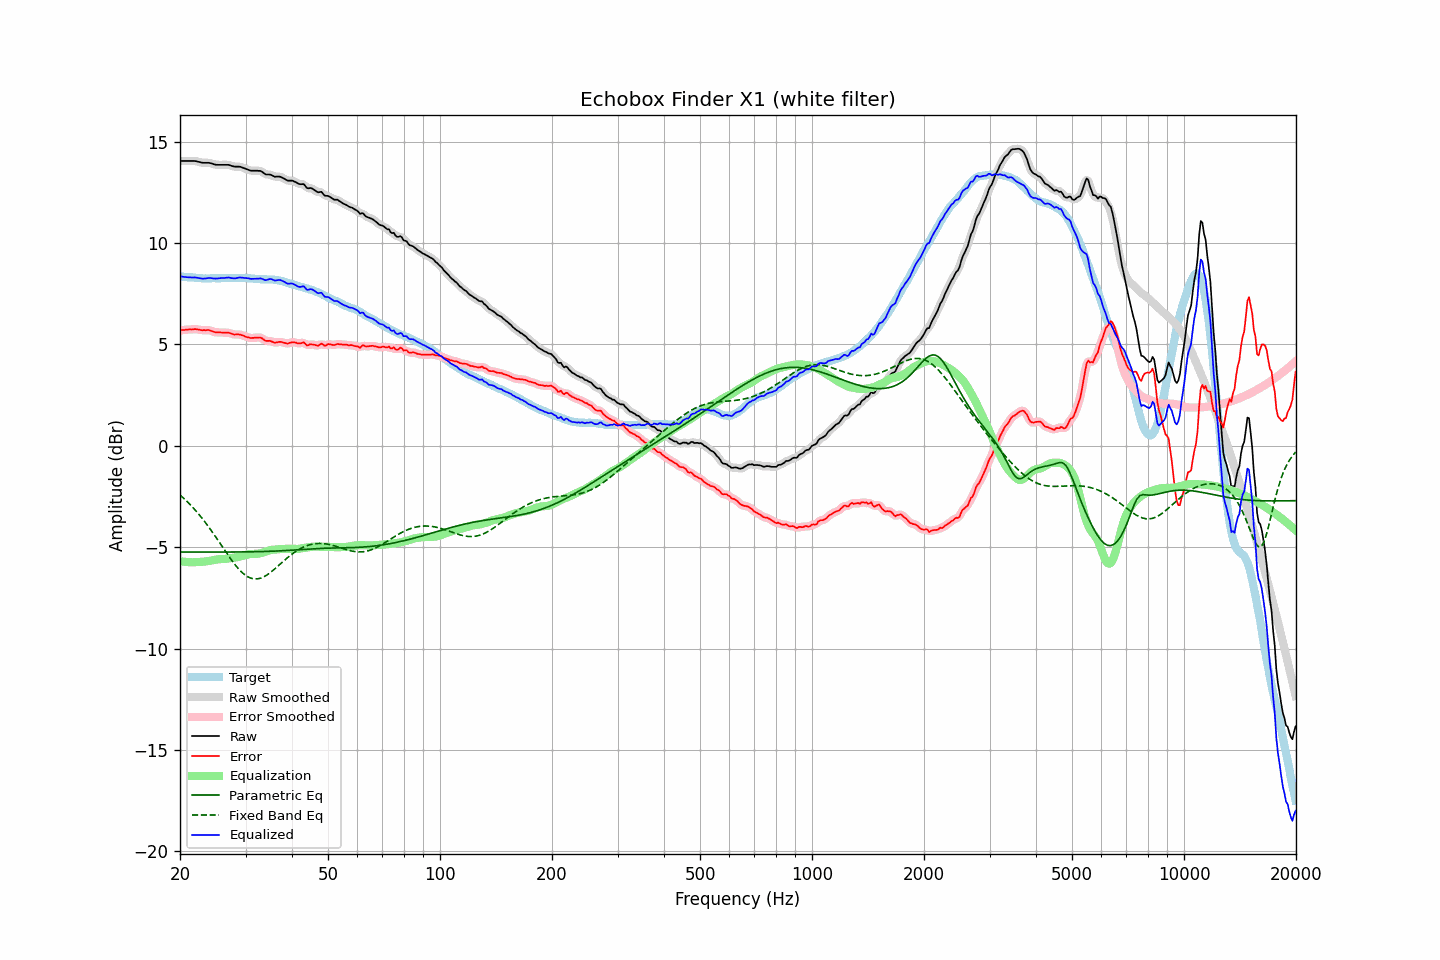 Echobox Finder X1 (white filter)
15
10
5
0
−5
−10
−15
−20
Amplitude (dBr)
Target
Raw Smoothed
Error Smoothed
Raw
Error
Equalization
Parametric Eq
Fixed Band Eq
Equalized
20 50 100 200 500 1000 2000 5000 10000 20000
Frequency (Hz)